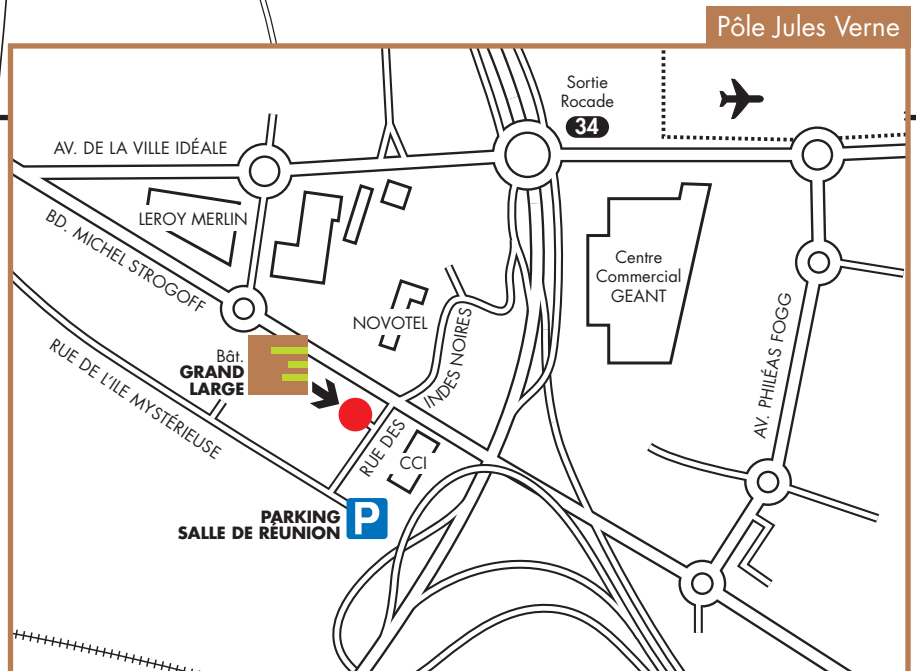 Pôle Jules Verne
Sortie
Rocade
34
AV. DE LA VILLE IDÉALE
LEROY MERLIN
BD. MICHEL STROGOFF
Centre
Commercial
GEANT
NOVOTEL
RUE DES INDES NOIRES
AV. PHILÉAS FOGG
Bât.
GRAND
LARGE
RUE DE L'ILE MYSTÉRIEUSE
CCI
PARKING
SALLE DE RÉUNION
P